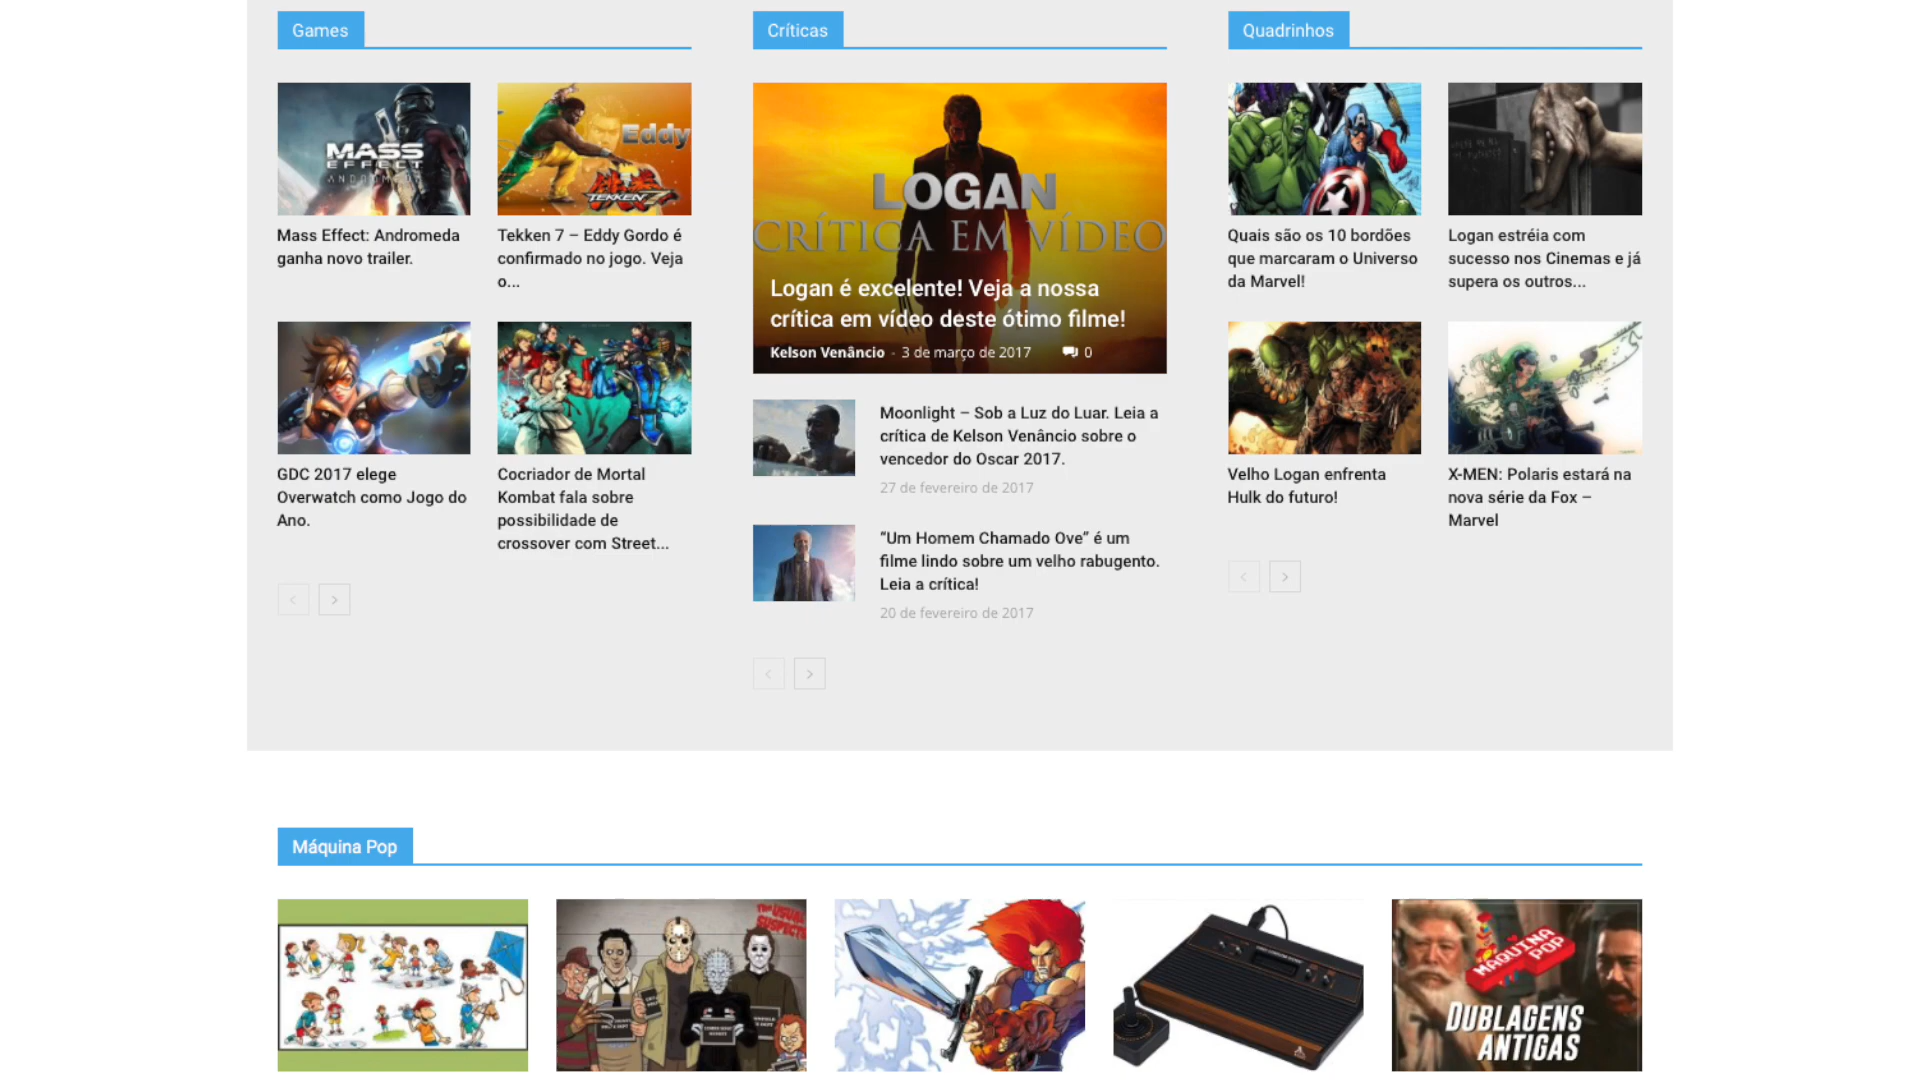 Games
MASS
EFFECT
ANDROMEDA
Mass Effect: Andromeda
ganha novo trailer.
Eddy
TEKKEN 7
Tekken 7 – Eddy Gordo é
confirmado no jogo. Veja
o...
GDC 2017 elege
Overwatch como Jogo do
Ano.
Cocriador de Mortal
Kombat fala sobre
possibilidade de
crossover com Street...
Críticas
LOGAN
CRÍTICA EM VÍDEO
Logan é excelente! Veja a nossa
crítica em vídeo deste ótimo filme!
Kelson Venâncio - 3 de março de 2017 0
Moonlight – Sob a Luz do Luar. Leia a
crítica de Kelson Venâncio sobre o
vencedor do Oscar 2017.
27 de fevereiro de 2017
“Um Homem Chamado Ove” é um
filme lindo sobre um velho rabugento.
Leia a crítica!
20 de fevereiro de 2017
Quadrinhos
Quais são os 10 bordões
que marcaram o Universo
da Marvel!
Logan estréia com
sucesso nos Cinemas e já
supera os outros...
Velho Logan enfrenta
Hulk do futuro!
X-MEN: Polaris estará na
nova série da Fox –
Marvel
Máquina Pop
The USUAL
SUSPECTS
MAQUINA
POP
DUBLAGENS
ANTIGAS